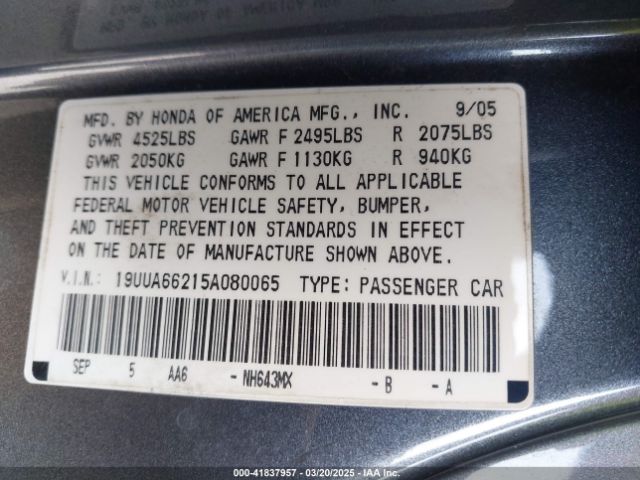 MFD. BY HONDA OF AMERICA MFG., INC. 9/05
GVWR 4525LBS GAWR F 2495LBS R 2075LBS
GVWR 2050KG GAWR F 1130KG R 940KG
THIS VEHICLE CONFORMS TO ALL APPLICABLE
FEDERAL MOTOR VEHICLE SAFETY, BUMPER,
AND THEFT PREVENTION STANDARDS IN EFFECT
ON THE DATE OF MANUFACTURE SHOWN ABOVE.
V.I.N.: 19UUA66215A080065 TYPE: PASSENGER CAR
SEP 5 AA6 - NH643MX - B - A
000-41837957 - 03/20/2025 - IAAI.COM